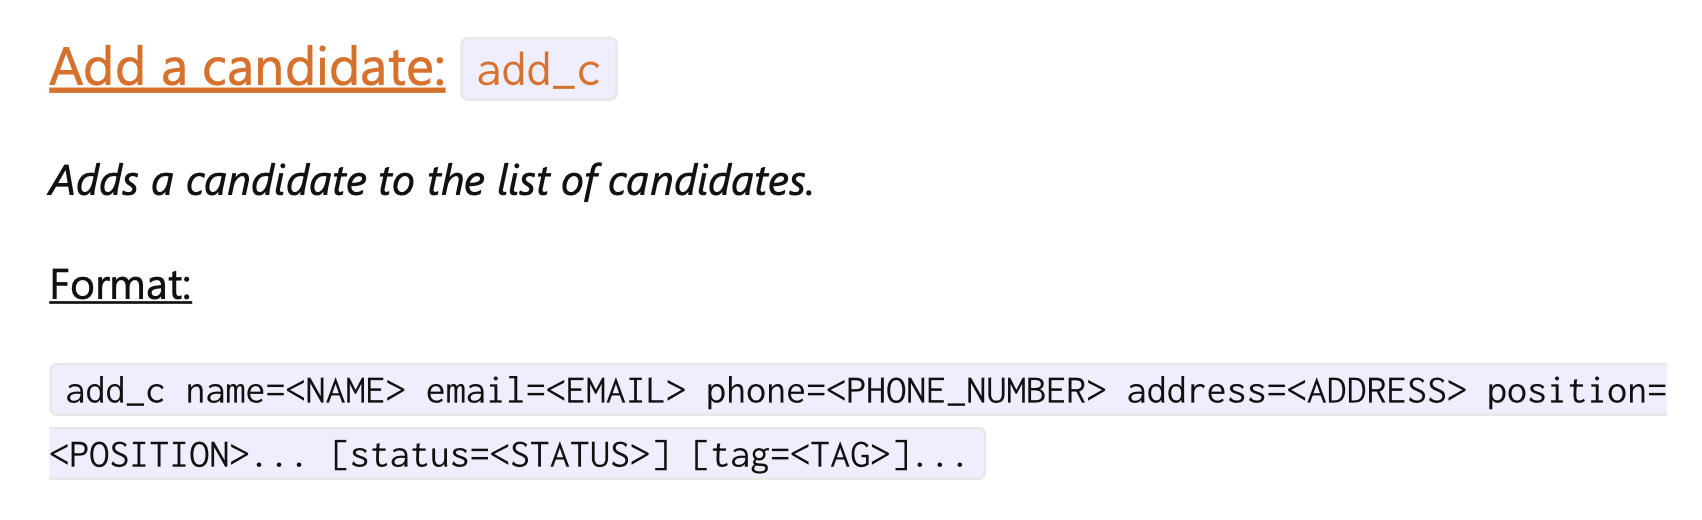 Add a candidate: add_c
Adds a candidate to the list of candidates.
Format:
add_c name=<NAME> email=<EMAIL> phone=<PHONE_NUMBER> address=<ADDRESS> position=
<POSITION>... [status=<STATUS>] [tag=<TAG>]...